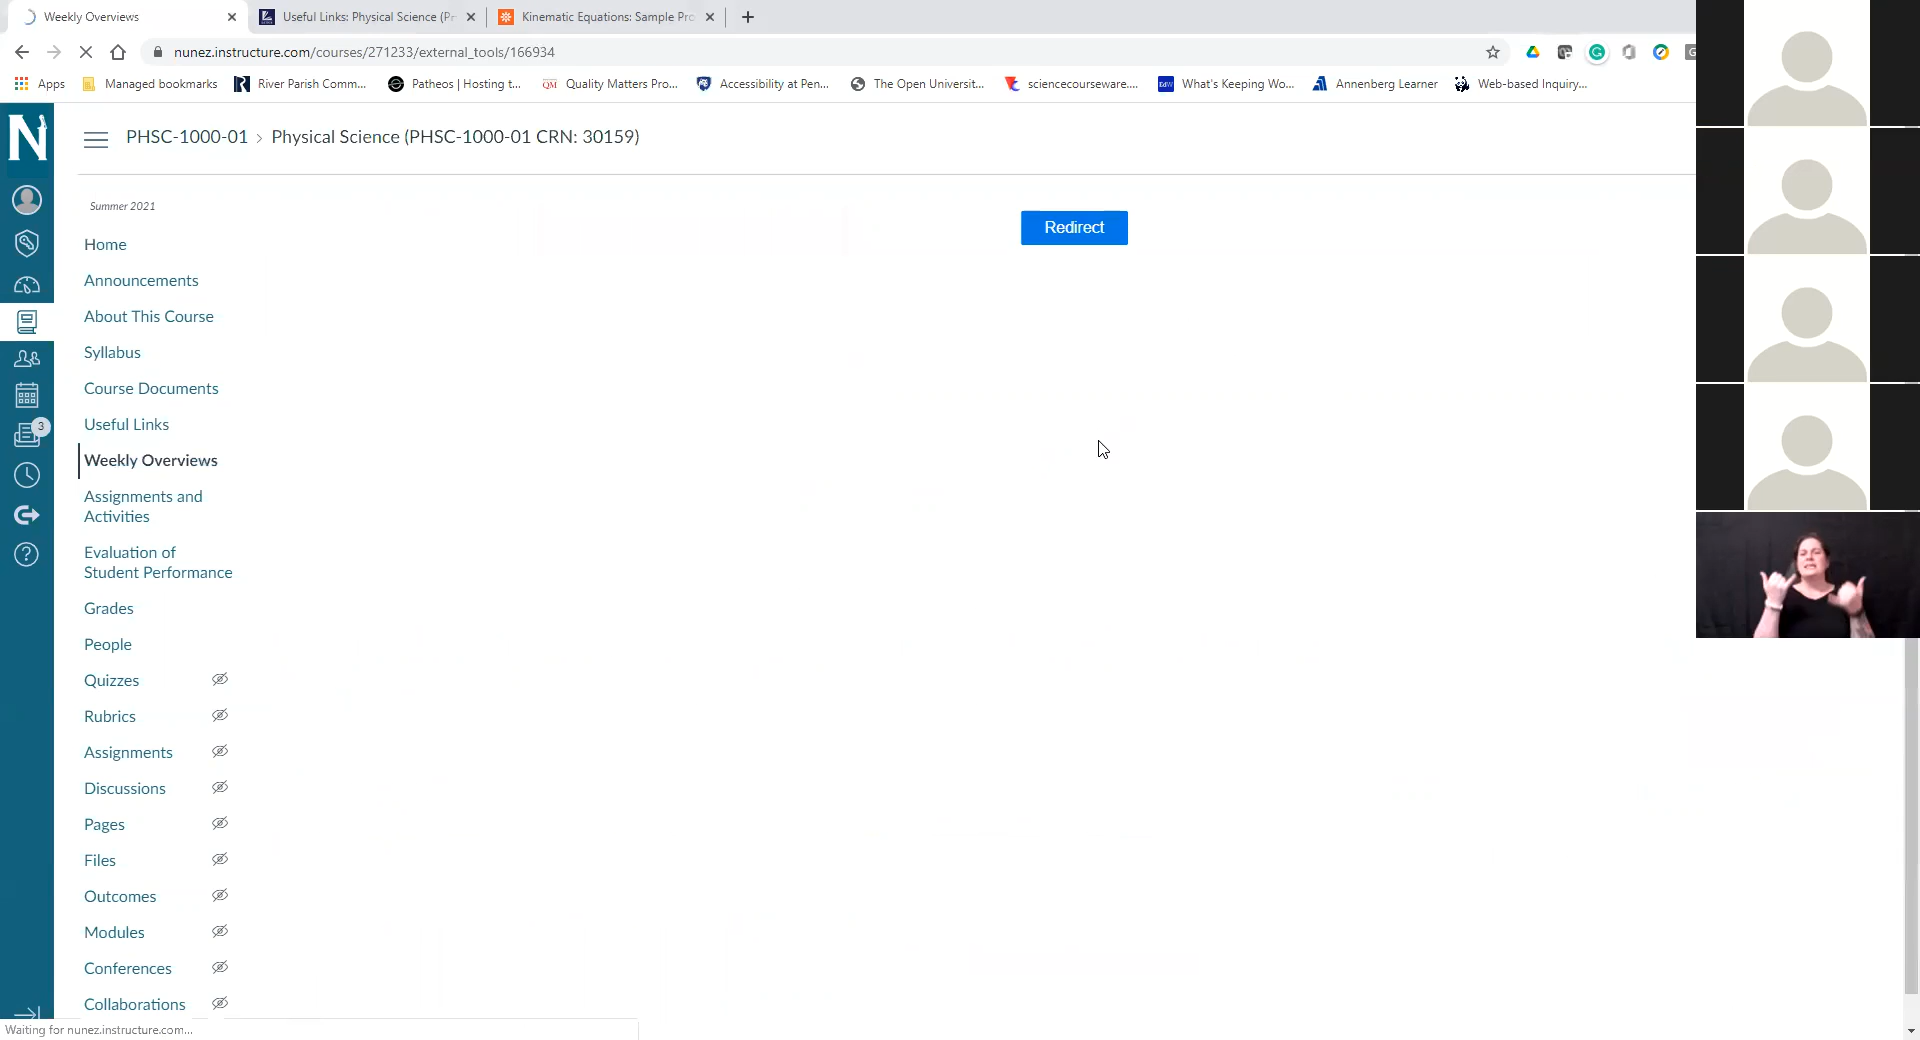 Weekly Overviews
Useful Links: Physical Science (P
Kinematic Equations: Sample Pro
nunez.instructure.com/courses/271233/external_tools/166934
Apps
Managed bookmarks
River Parish Comm...
Patheos | Hosting t...
QM
Quality Matters Pro...
Accessibility at Pen...
The Open Universit...
sciencecourseware....
EdW
What's Keeping Wo...
Annenberg Learner
Web-based Inquiry...
N
PHSC-1000-01 > Physical Science (PHSC-1000-01 CRN: 30159)
Summer 2021
Redirect
Home
Announcements
About This Course
Syllabus
Course Documents
Useful Links
3
Weekly Overviews
Assignments and
Activities
Evaluation of
Student Performance
Grades
People
Quizzes
Rubrics
Assignments
Discussions
Pages
Files
Outcomes
Modules
Conferences
Collaborations
Waiting for nunez.instructure.com...